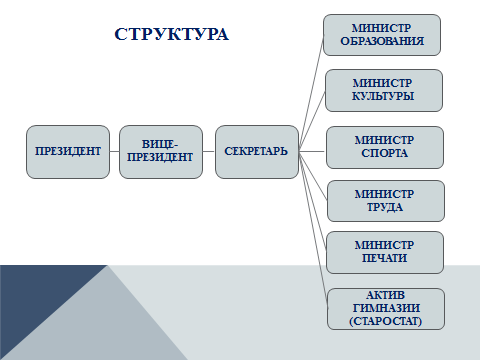 СТРУКТУРА
ПРЕЗИДЕНТ
ВИЦЕ-
ПРЕЗИДЕНТ
СЕКРЕТАРЬ
МИНИСТР
ОБРАЗОВАНИЯ
МИНИСТР
КУЛЬТУРЫ
МИНИСТР
СПОРТА
МИНИСТР
ТРУДА
МИНИСТР
ПЕЧАТИ
АКТИВ
ГИМНАЗИИ
(СТАРОСТАТ)